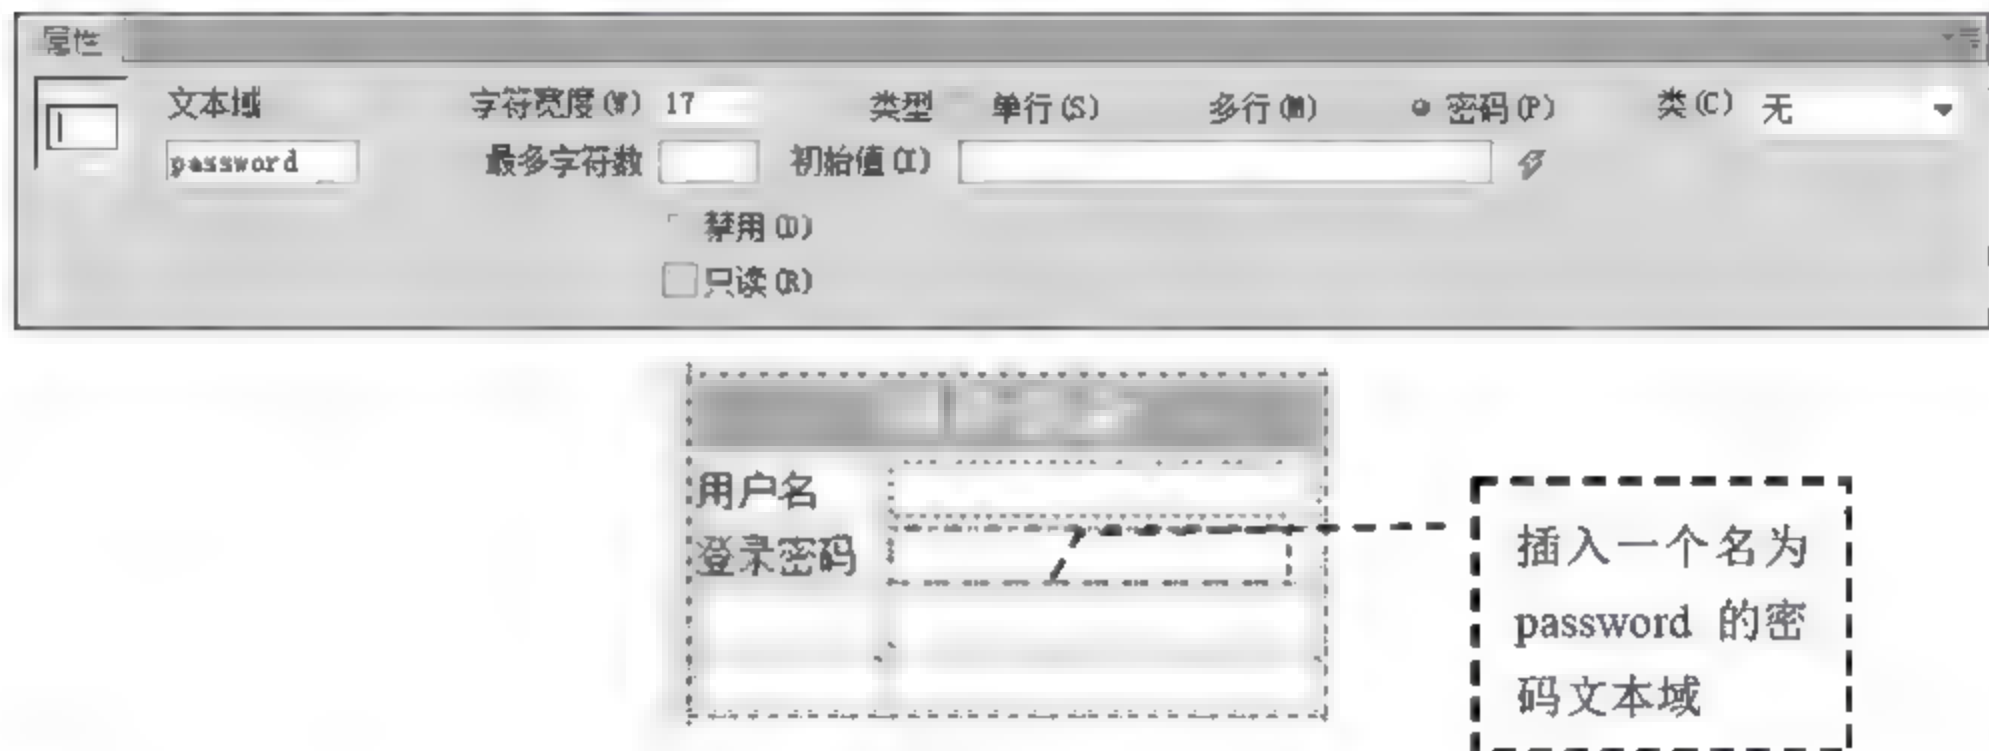 属性
文本域 字符宽度(W) 17 类型 单行(S) 多行(M) 密码(P) 类(C) 无
password 最多字符数 初始值(I)
禁用(D)
只读(R)
用户名
登录密码
插入一个名为
password 的密
码文本域